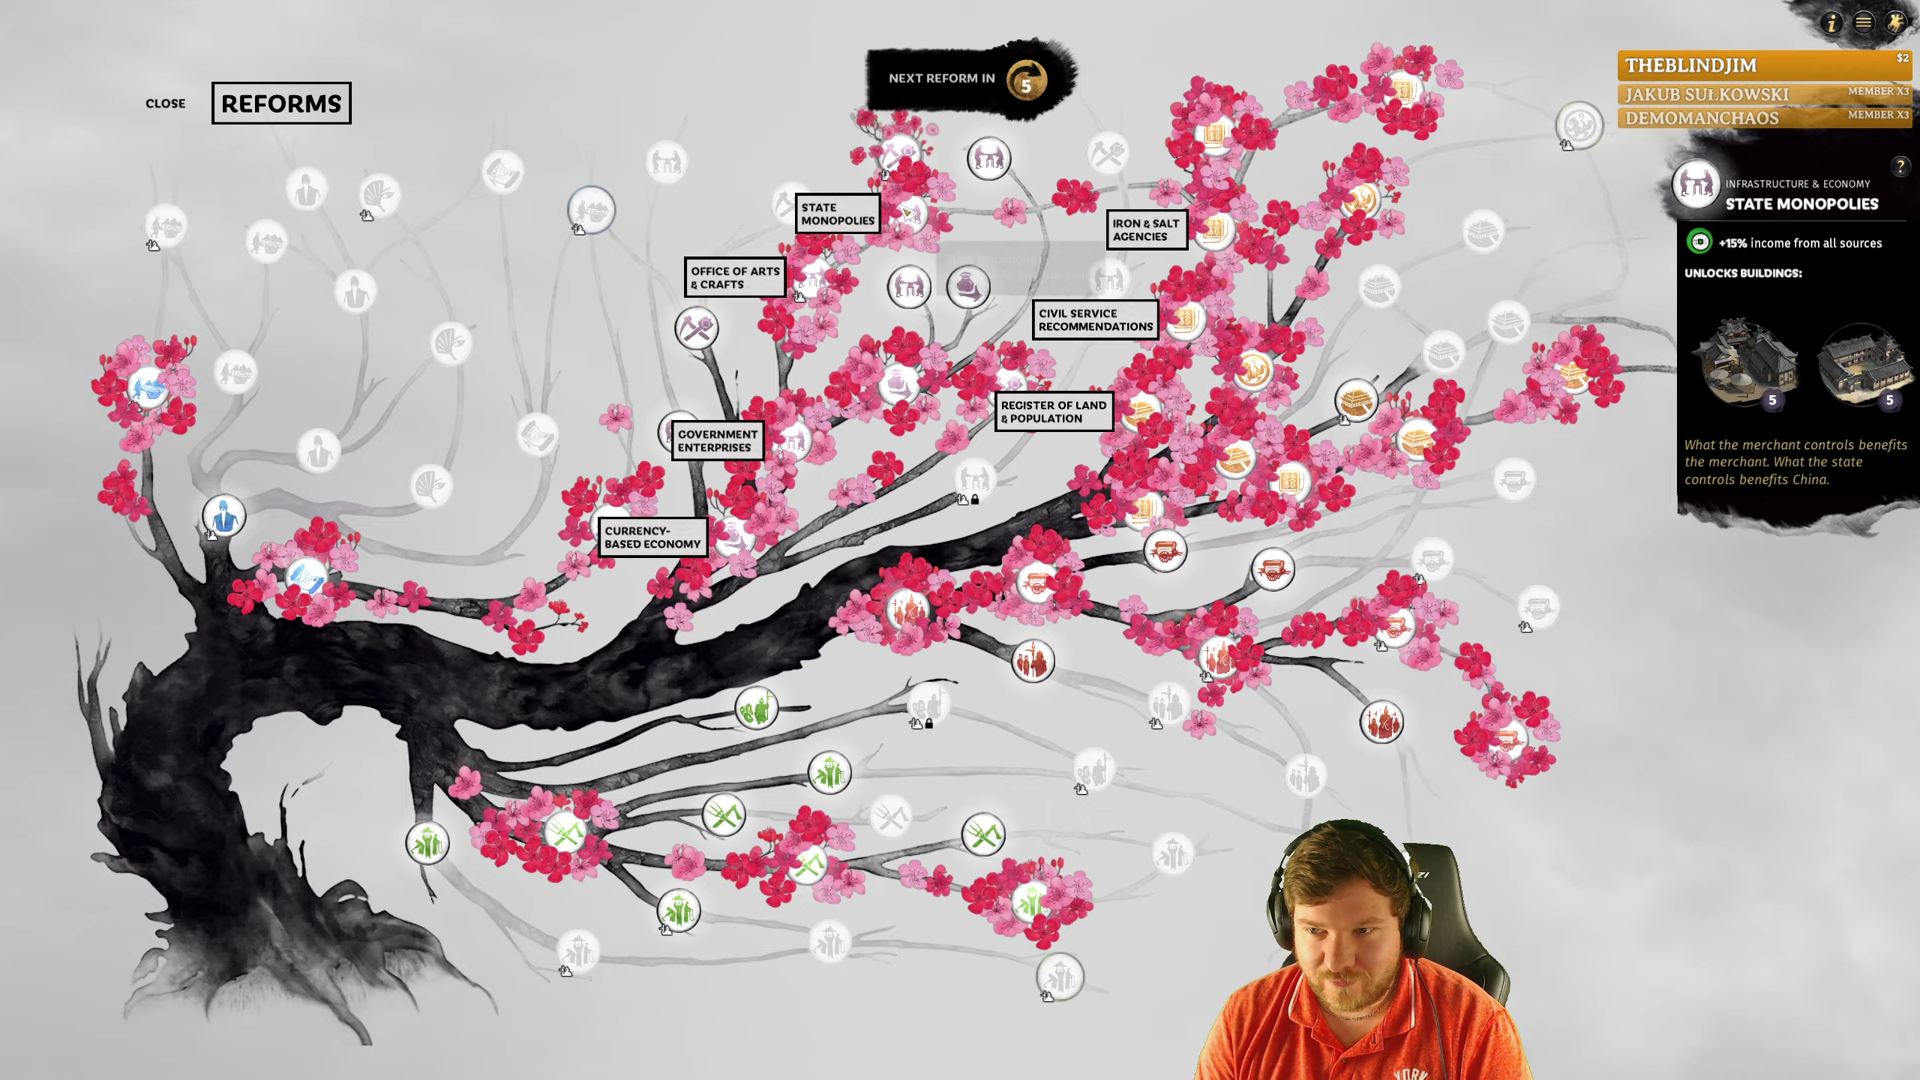 NEXT REFORM IN
5
CLOSE
REFORMS
THEBLINDJIM
$2
JAKUB SUŁKOWSKI
MEMBER X3
DEMOMANCHAOS
MEMBER X3
?
INFRASTRUCTURE & ECONOMY
STATE MONOPOLIES
+15% income from all sources
UNLOCKS BUILDINGS:
5
5
What the merchant controls benefits
the merchant. What the state
controls benefits China.
STATE
MONOPOLIES
IRON & SALT
AGENCIES
OFFICE OF ARTS
& CRAFTS
CIVIL SERVICE
RECOMMENDATIONS
REGISTER OF LAND
& POPULATION
GOVERNMENT
ENTERPRISES
CURRENCY-
BASED ECONOMY
YORK